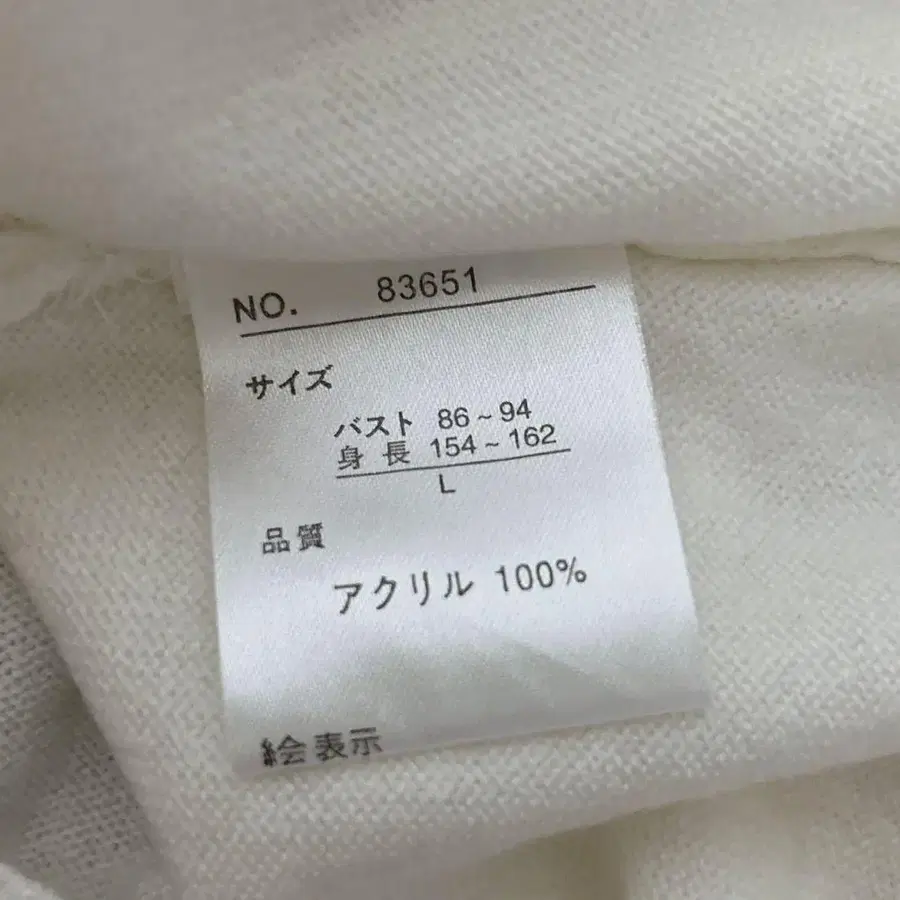 NO. 83651
サイズ
バスト 86~94
身長 154~162
L
品質
アクリル 100%
絵表示